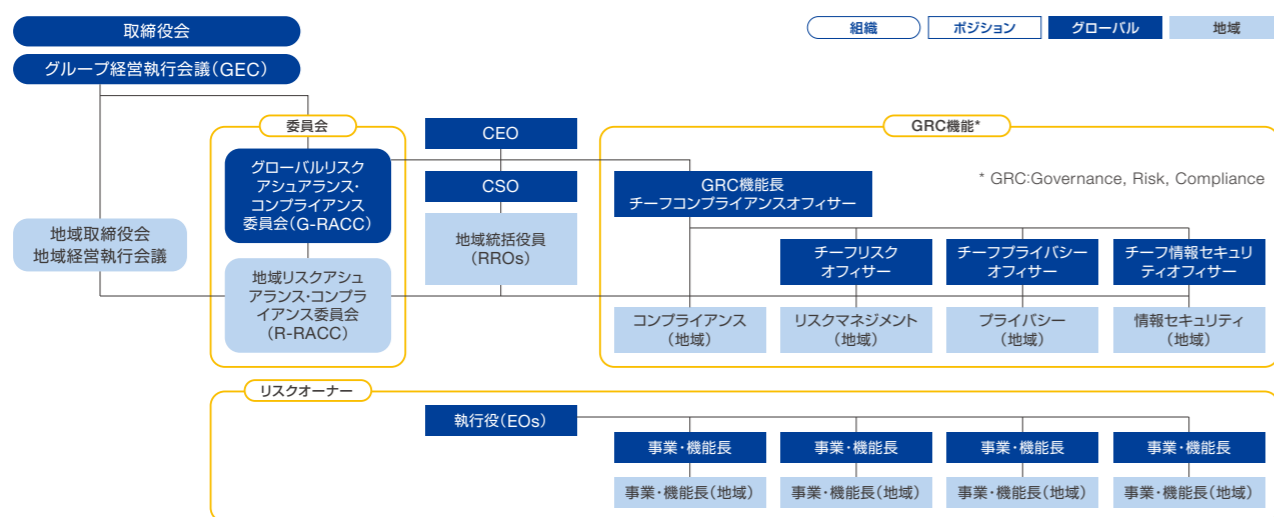 取締役会
組織
ポジション
グローバル
地域
グループ経営執行会議(GEC)
委員会
グローバルリスク
アシュアランス・
コンプライアンス
委員会(G-RACC)
地域取締役会
地域経営執行会議
地域リスクアシュ
アランス・コンプラ
イアンス委員会
(R-RACC)
CEO
CSO
地域統括役員
(RROs)
GRC機能*
* GRC:Governance, Risk, Compliance
GRC機能長
チーフコンプライアンスオフィサー
チーフリスク
オフィサー
チーフプライバシー
オフィサー
チーフ情報セキュリ
ティオフィサー
コンプライアンス
(地域)
リスクマネジメント
(地域)
プライバシー
(地域)
情報セキュリティ
(地域)
リスクオーナー
執行役(EOs)
事業・機能長
事業・機能長
事業・機能長
事業・機能長
事業・機能長(地域)
事業・機能長(地域)
事業・機能長(地域)
事業・機能長(地域)